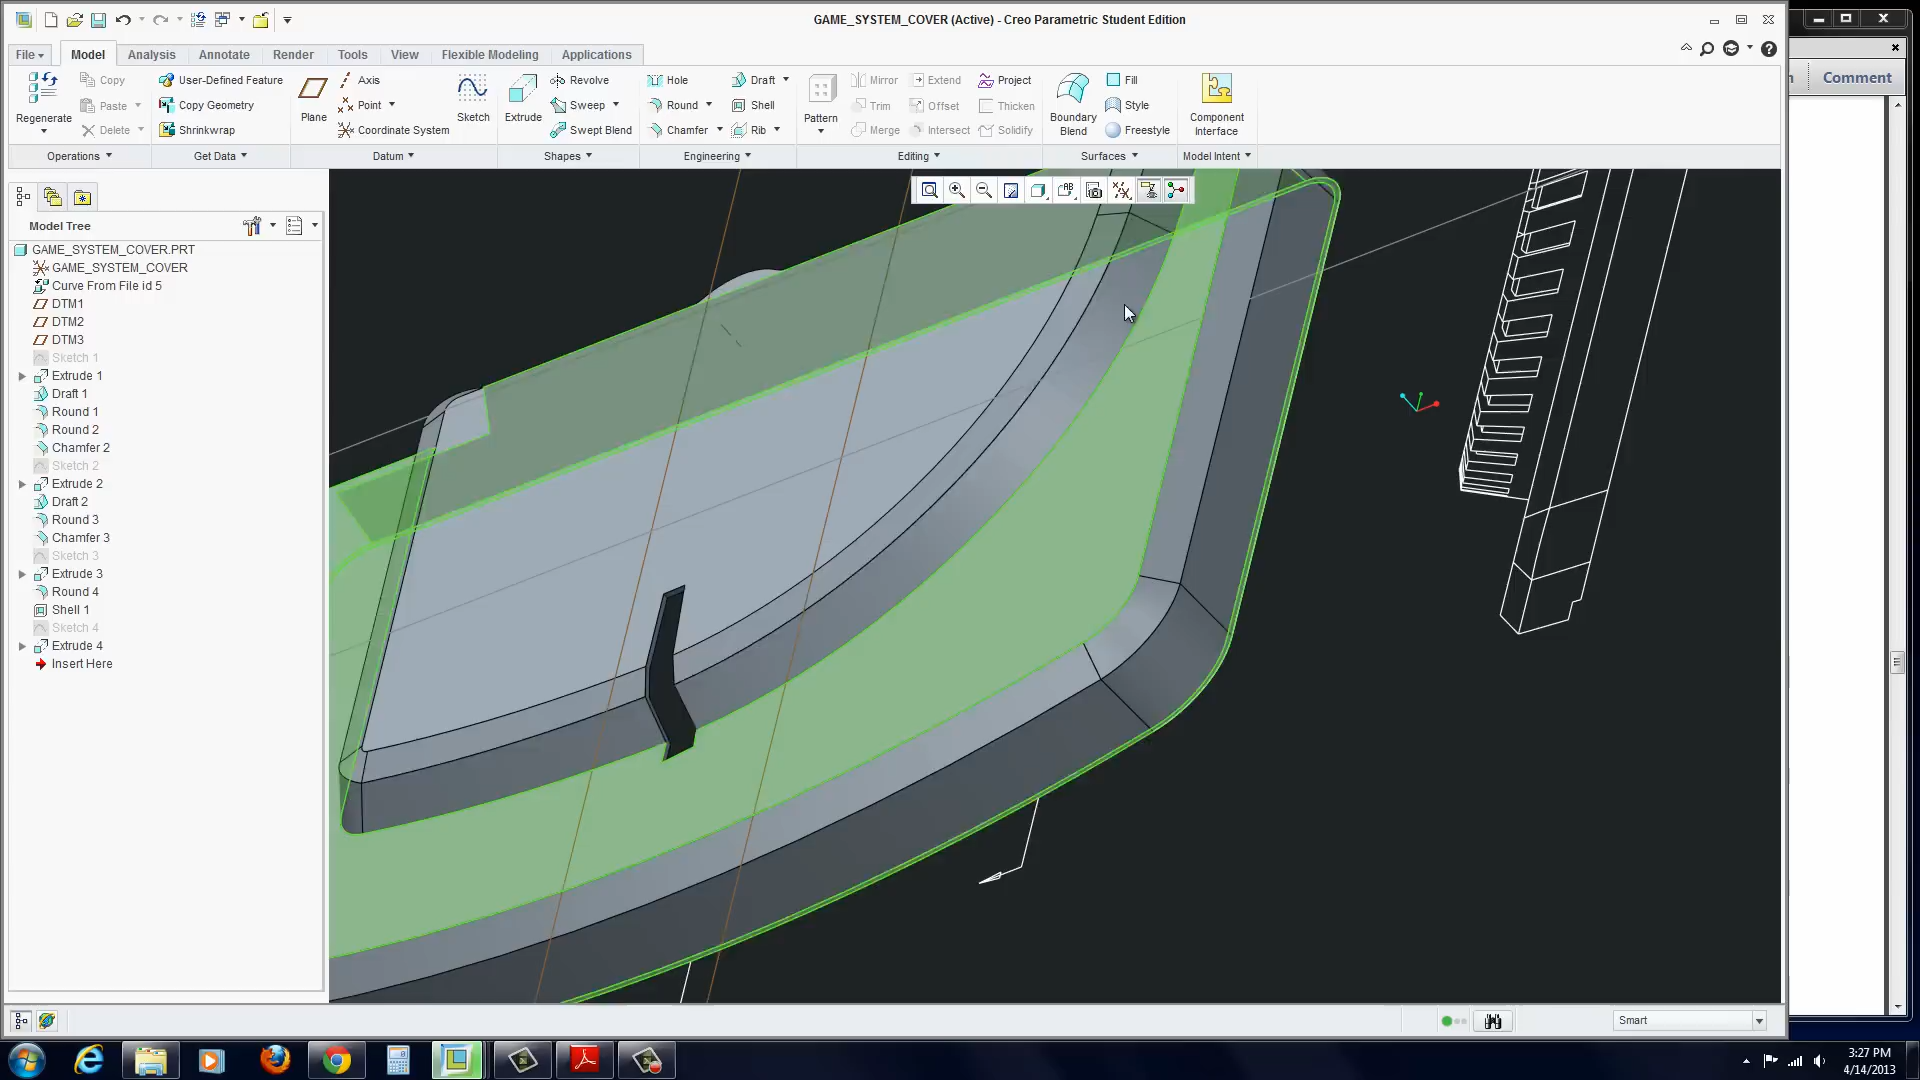 GAME_SYSTEM_COVER (Active) - Creo Parametric Student Edition
File
Model
Analysis
Annotate
Render
Tools
View
Flexible Modeling
Applications
Comment
Regenerate
Copy
Paste
Delete
Operations
User-Defined Feature
Copy Geometry
Shrinkwrap
Get Data
Plane
Axis
Point
Coordinate System
Sketch
Datum
Extrude
Revolve
Sweep
Swept Blend
Shapes
Hole
Round
Chamfer
Draft
Shell
Rib
Engineering
Pattern
Mirror
Trim
Merge
Extend
Offset
Intersect
Project
Thicken
Solidify
Editing
Boundary
Blend
Fill
Style
Freestyle
Surfaces
Component
Interface
Model Intent
Model Tree
GAME_SYSTEM_COVER.PRT
GAME_SYSTEM_COVER
Curve From File id 5
DTM1
DTM2
DTM3
Sketch 1
Extrude 1
Draft 1
Round 1
Round 2
Chamfer 2
Sketch 2
Extrude 2
Draft 2
Round 3
Chamfer 3
Sketch 3
Extrude 3
Round 4
Shell 1
Sketch 4
Extrude 4
Insert Here
Smart
3:27 PM
4/14/2013